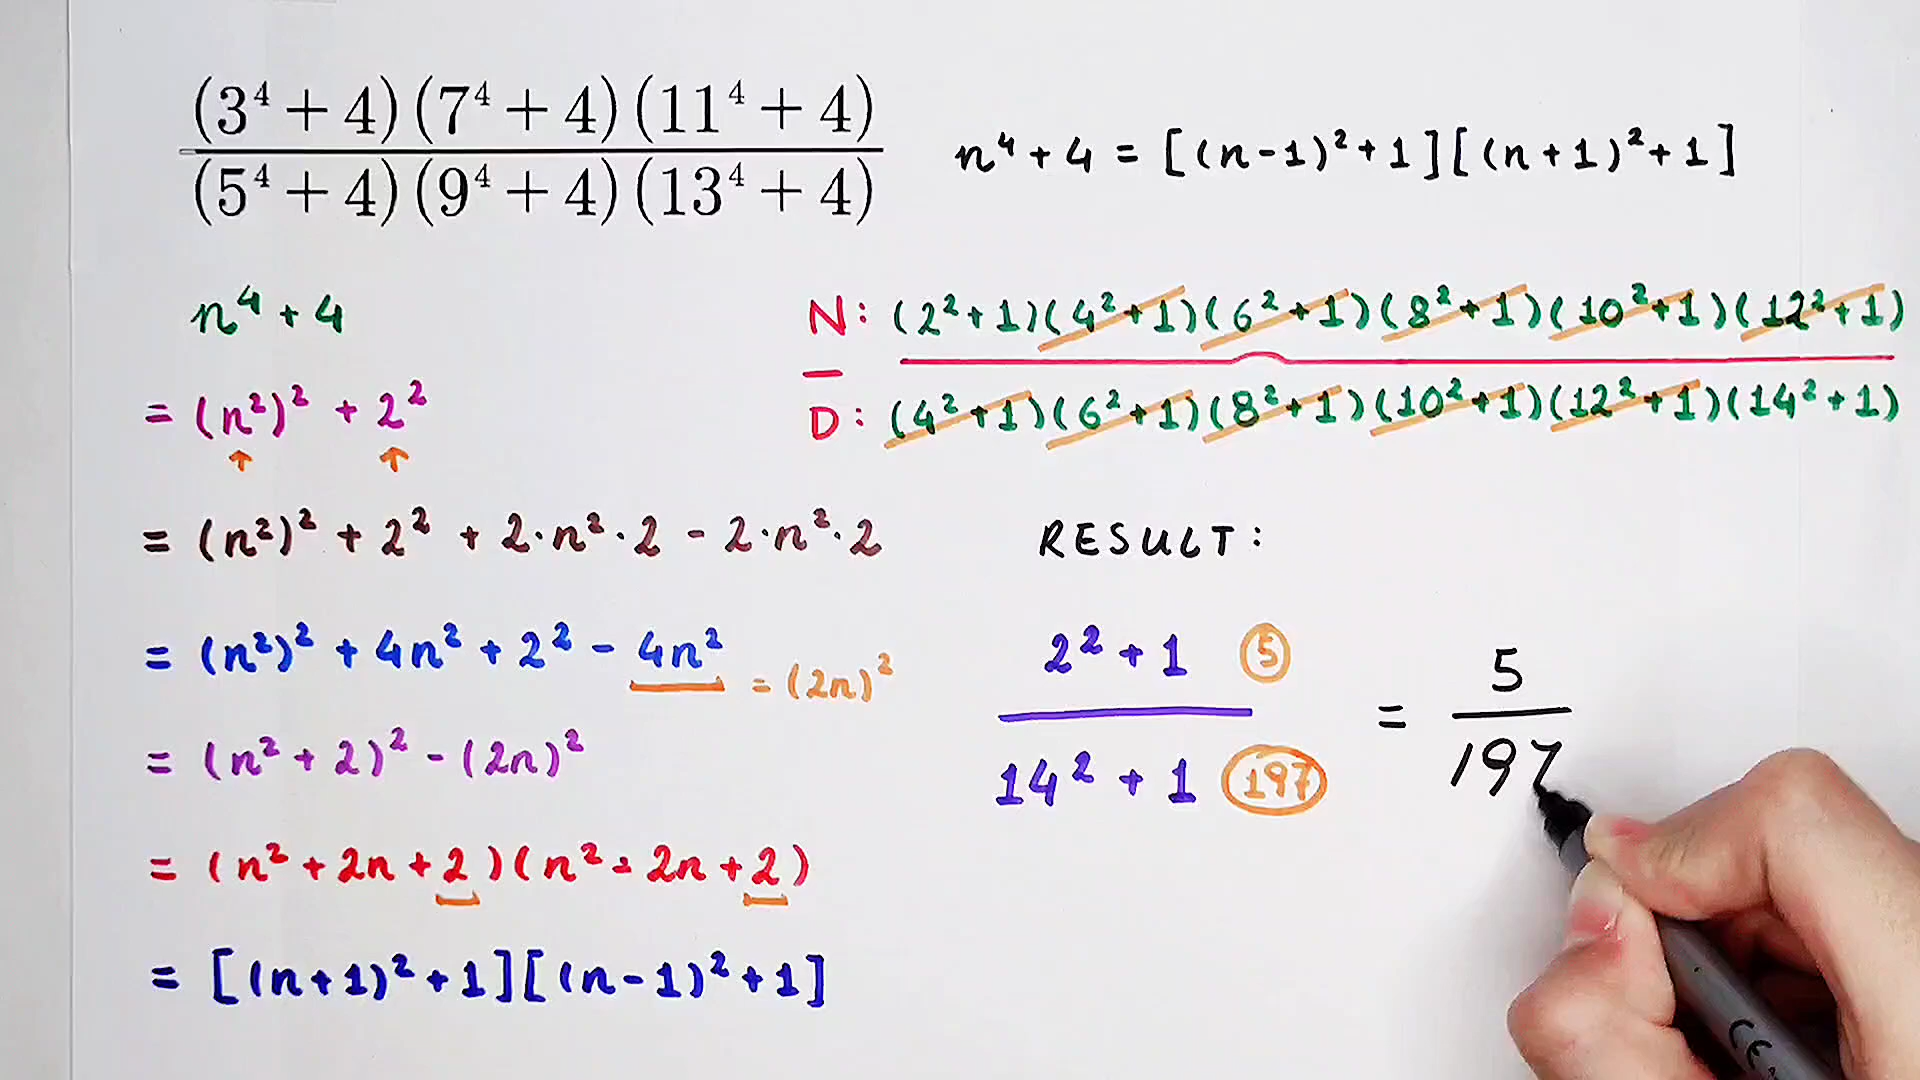 (3⁴ + 4)(7⁴ + 4)(11⁴ + 4)
(5⁴ + 4)(9⁴ + 4)(13⁴ + 4)
n⁴ + 4 = [(n-1)² + 1][(n+1)² + 1]
n⁴ + 4
= (n²)² + 2²
↑ ↑
= (n²)² + 2² + 2·n²·2 - 2·n²·2
= (n²)² + 4n² + 2² - 4n² = (2n)²
= (n² + 2)² - (2n)²
= (n² + 2n + 2)(n² - 2n + 2)
= [(n+1)² + 1][(n-1)² + 1]
N: (2²+1)(4²+1)(6²+1)(8²+1)(10²+1)(12²+1)
D: (4²+1)(6²+1)(8²+1)(10²+1)(12²+1)(14²+1)
RESULT:
2² + 1 5
14² + 1 197
= 5
197
CE